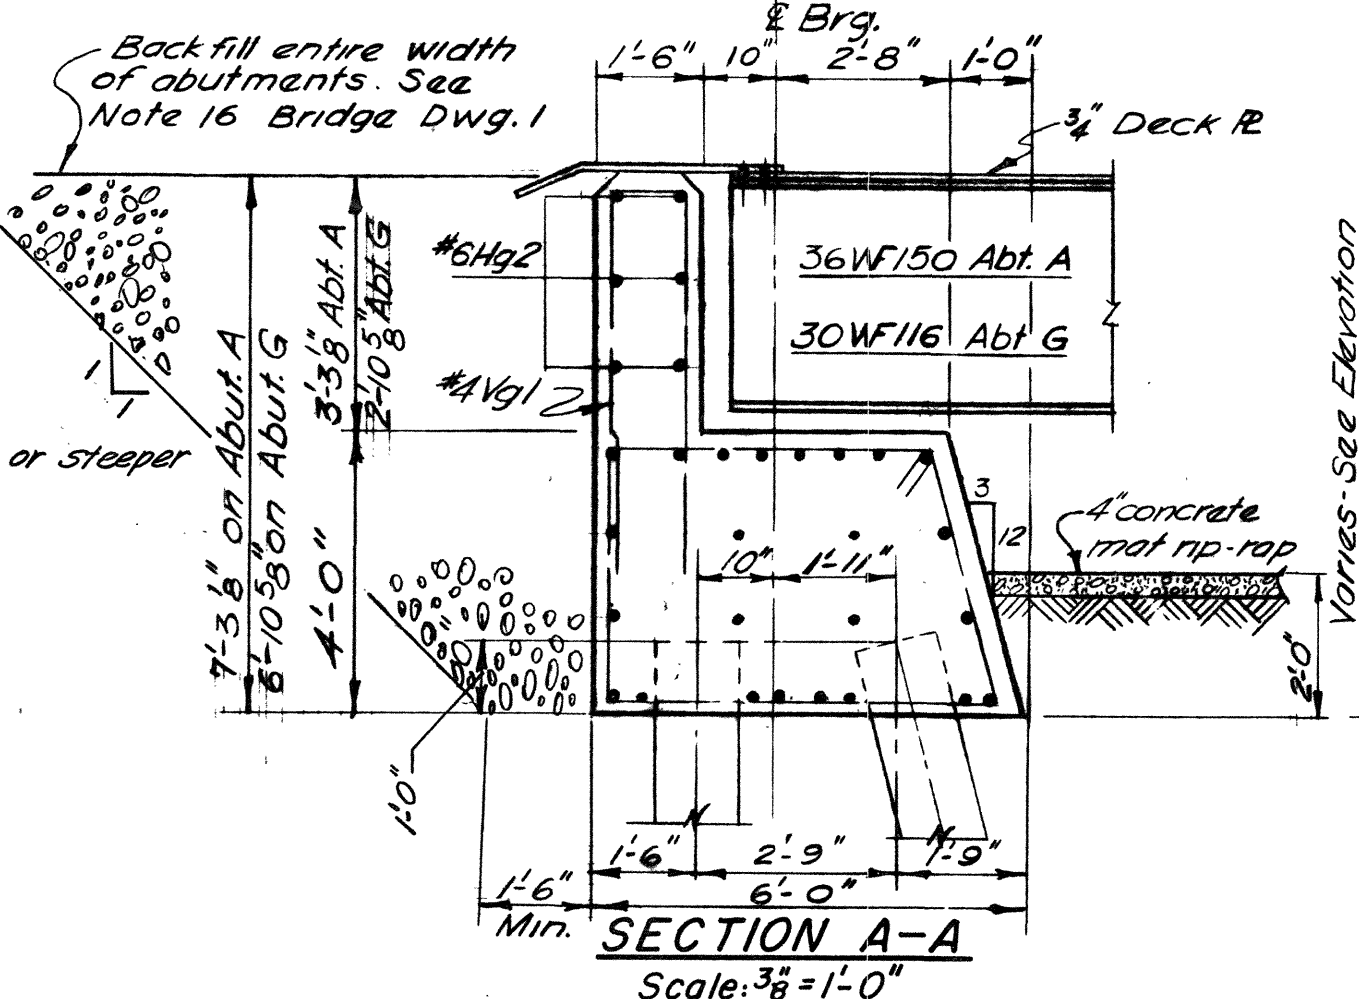 ℄ Brg.
Backfill entire width
of abutments. See
Note 16 Bridge Dwg. 1
1'-6"
10"
2'-8"
1'-0"
3/4" Deck ℞
#6Hg2
36WF150 Abt. A
30WF116 Abt G
#4Vg1
3'-3 1/8" Abt. A
2'-10 5/8" Abt G
7'-3 1/8" on Abut. A
6'-10 5/8" on Abut. G
4'-0"
1
1
or steeper
3
12
4" concrete
mat rip-rap
Varies - See Elevation
10"
1'-11"
2'-0"
1'-0"
1'-6"
2'-9"
1'-9"
1'-6"
Min.
6'-0"
SECTION A-A
Scale: 3/8" = 1'-0"